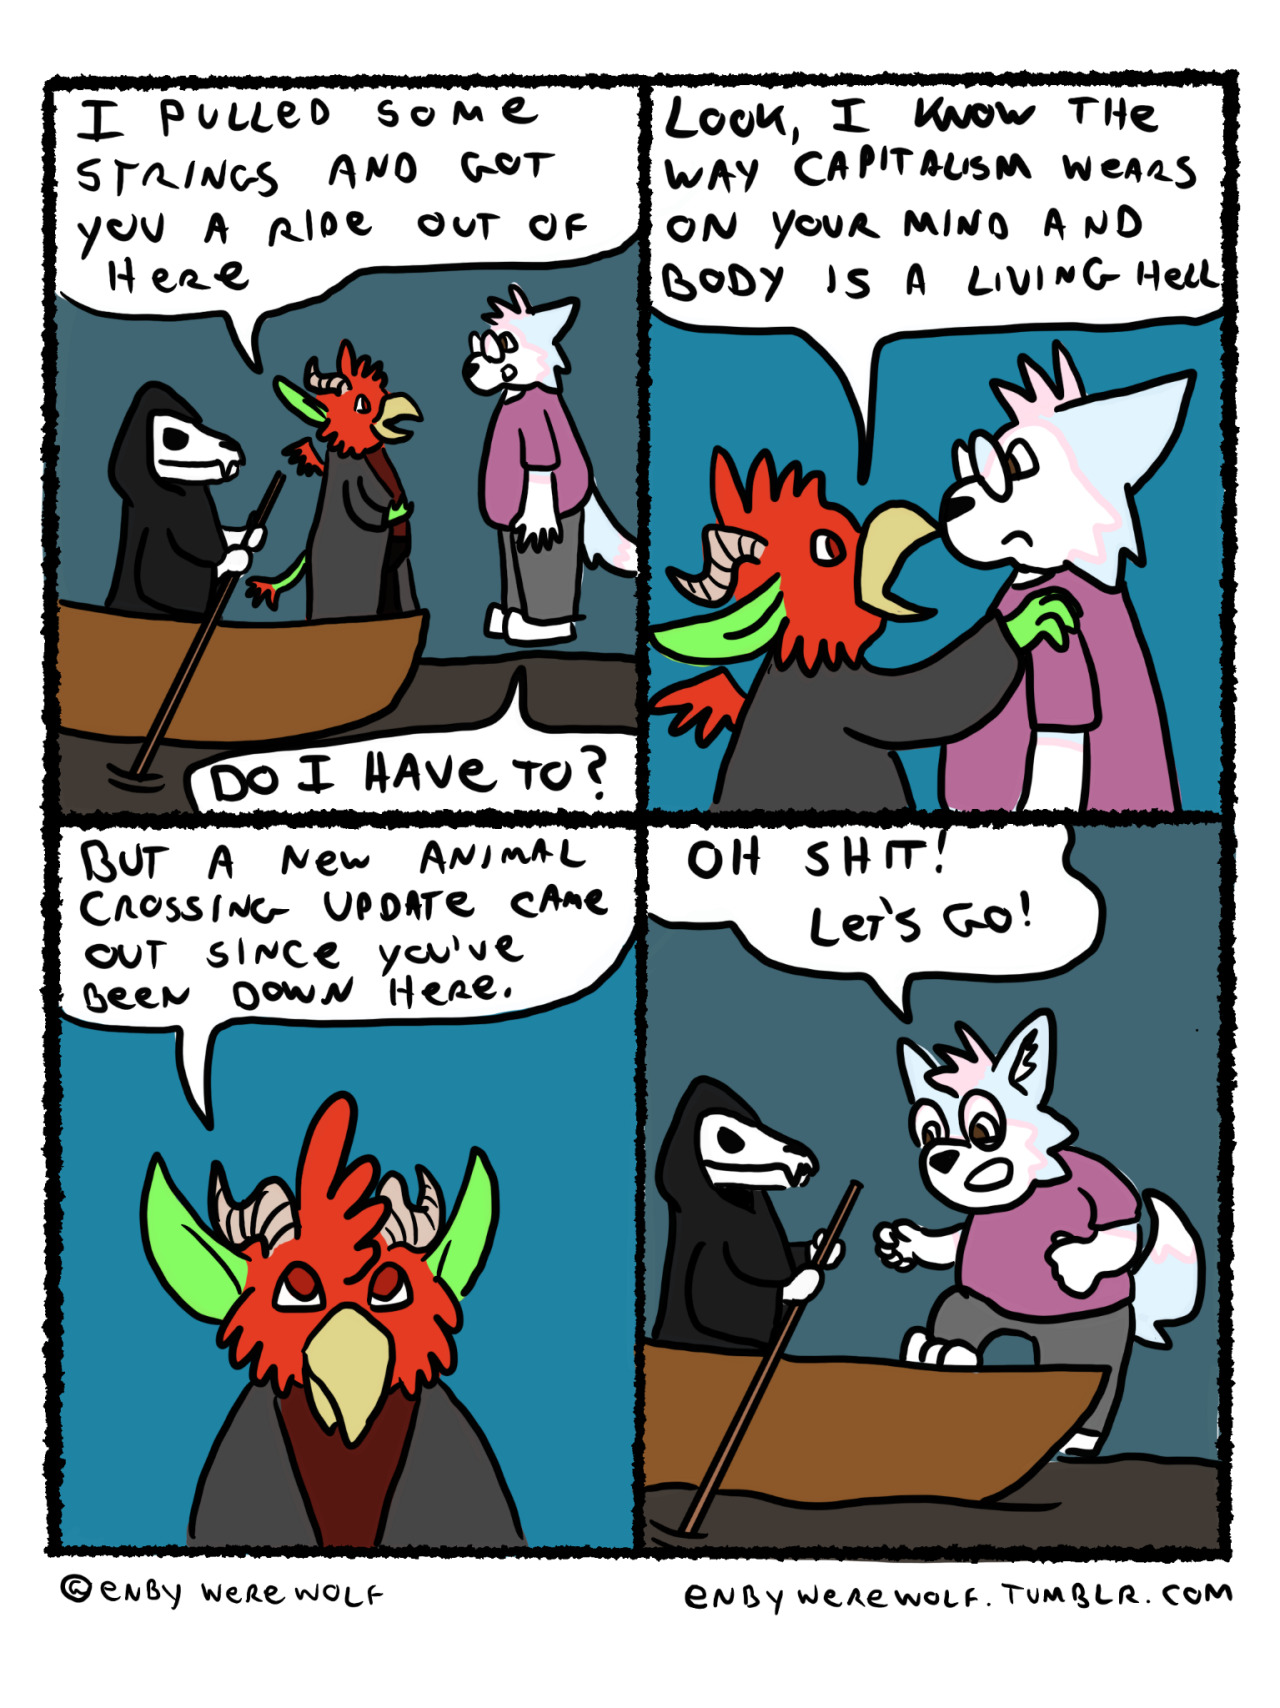 I PULLED SOME
STRINGS AND GOT
YOU A RIDE OUT OF
HERE
DO I HAVE TO?
LOOK, I KNOW THE
WAY CAPITALISM WEARS
ON YOUR MIND AND
BODY IS A LIVING HELL
BUT A NEW ANIMAL
CROSSING UPDATE CAME
OUT SINCE YOU'VE
BEEN DOWN HERE.
OH SHIT!
LET'S GO!
© ENBY WEREWOLF
ENBYWEREWOLF.TUMBLR.COM